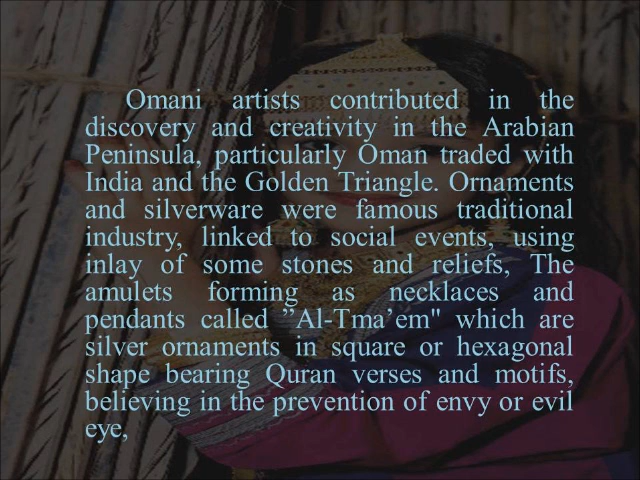 Omani artists contributed in the
discovery and creativity in the Arabian
Peninsula, particularly Oman traded with
India and the Golden Triangle. Ornaments
and silverware were famous traditional
industry, linked to social events, using
inlay of some stones and reliefs, The
amulets forming as necklaces and
pendants called ”Al-Tma’em" which are
silver ornaments in square or hexagonal
shape bearing Quran verses and motifs,
believing in the prevention of envy or evil
eye,